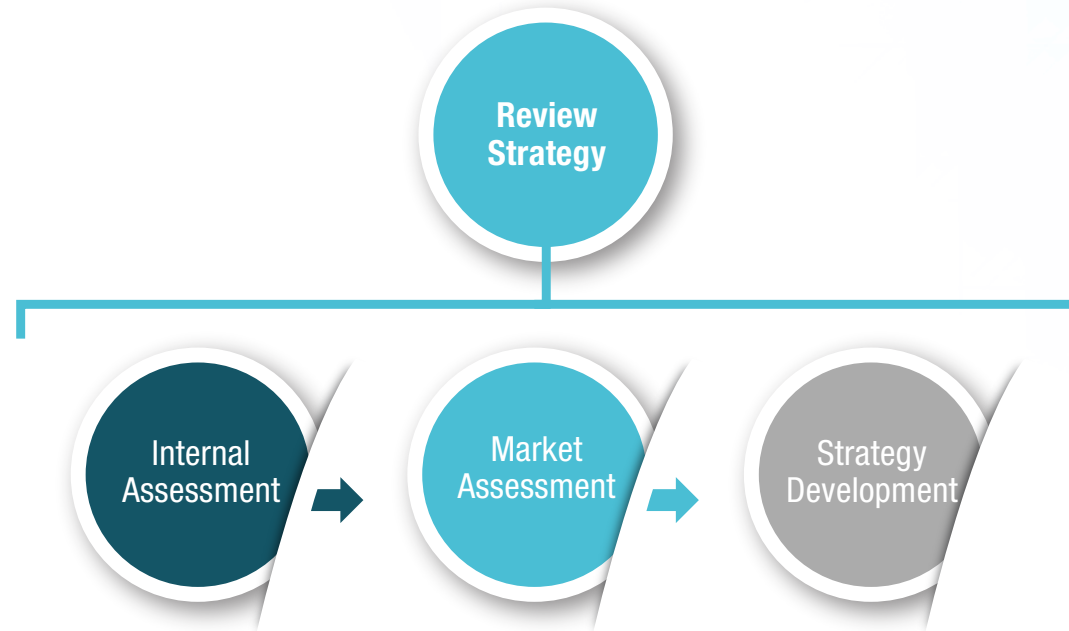 Review
Strategy
Internal
Assessment
Market
Assessment
Strategy
Development